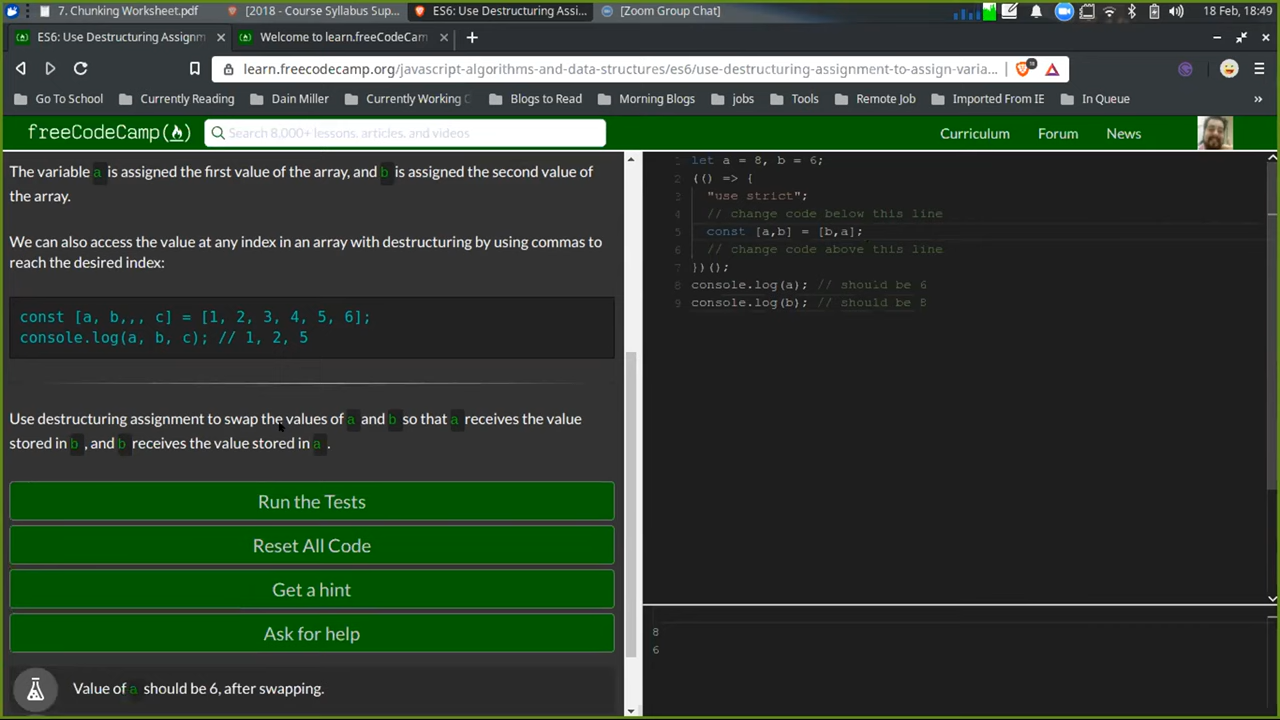 7. Chunking Worksheet.pdf
[2018 - Course Syllabus Sup...
ES6: Use Destructuring Assi...
[Zoom Group Chat]
18 Feb, 18:49
ES6: Use Destructuring Assignm
Welcome to learn.freeCodeCam
learn.freecodecamp.org/javascript-algorithms-and-data-structures/es6/use-destructuring-assignment-to-assign-varia...
18
Go To School
Currently Reading
Dain Miller
Currently Working C
Blogs to Read
Morning Blogs
jobs
Tools
Remote Job
Imported From IE
In Queue
»
freeCodeCamp
Search 8,000+ lessons, articles, and videos
Curriculum
Forum
News
The variable a is assigned the first value of the array, and b is assigned the second value of
the array.
We can also access the value at any index in an array with destructuring by using commas to
reach the desired index:
const [a, b,,, c] = [1, 2, 3, 4, 5, 6];
console.log(a, b, c); // 1, 2, 5
Use destructuring assignment to swap the values of a and b so that a receives the value
stored in b , and b receives the value stored in a .
Run the Tests
Reset All Code
Get a hint
Ask for help
Value of a should be 6, after swapping.
1 let a = 8, b = 6;
2 (() => {
3 "use strict";
4 // change code below this line
5 const [a,b] = [b,a];
6 // change code above this line
7 })();
8 console.log(a); // should be 6
9 console.log(b); // should be 8
8
6